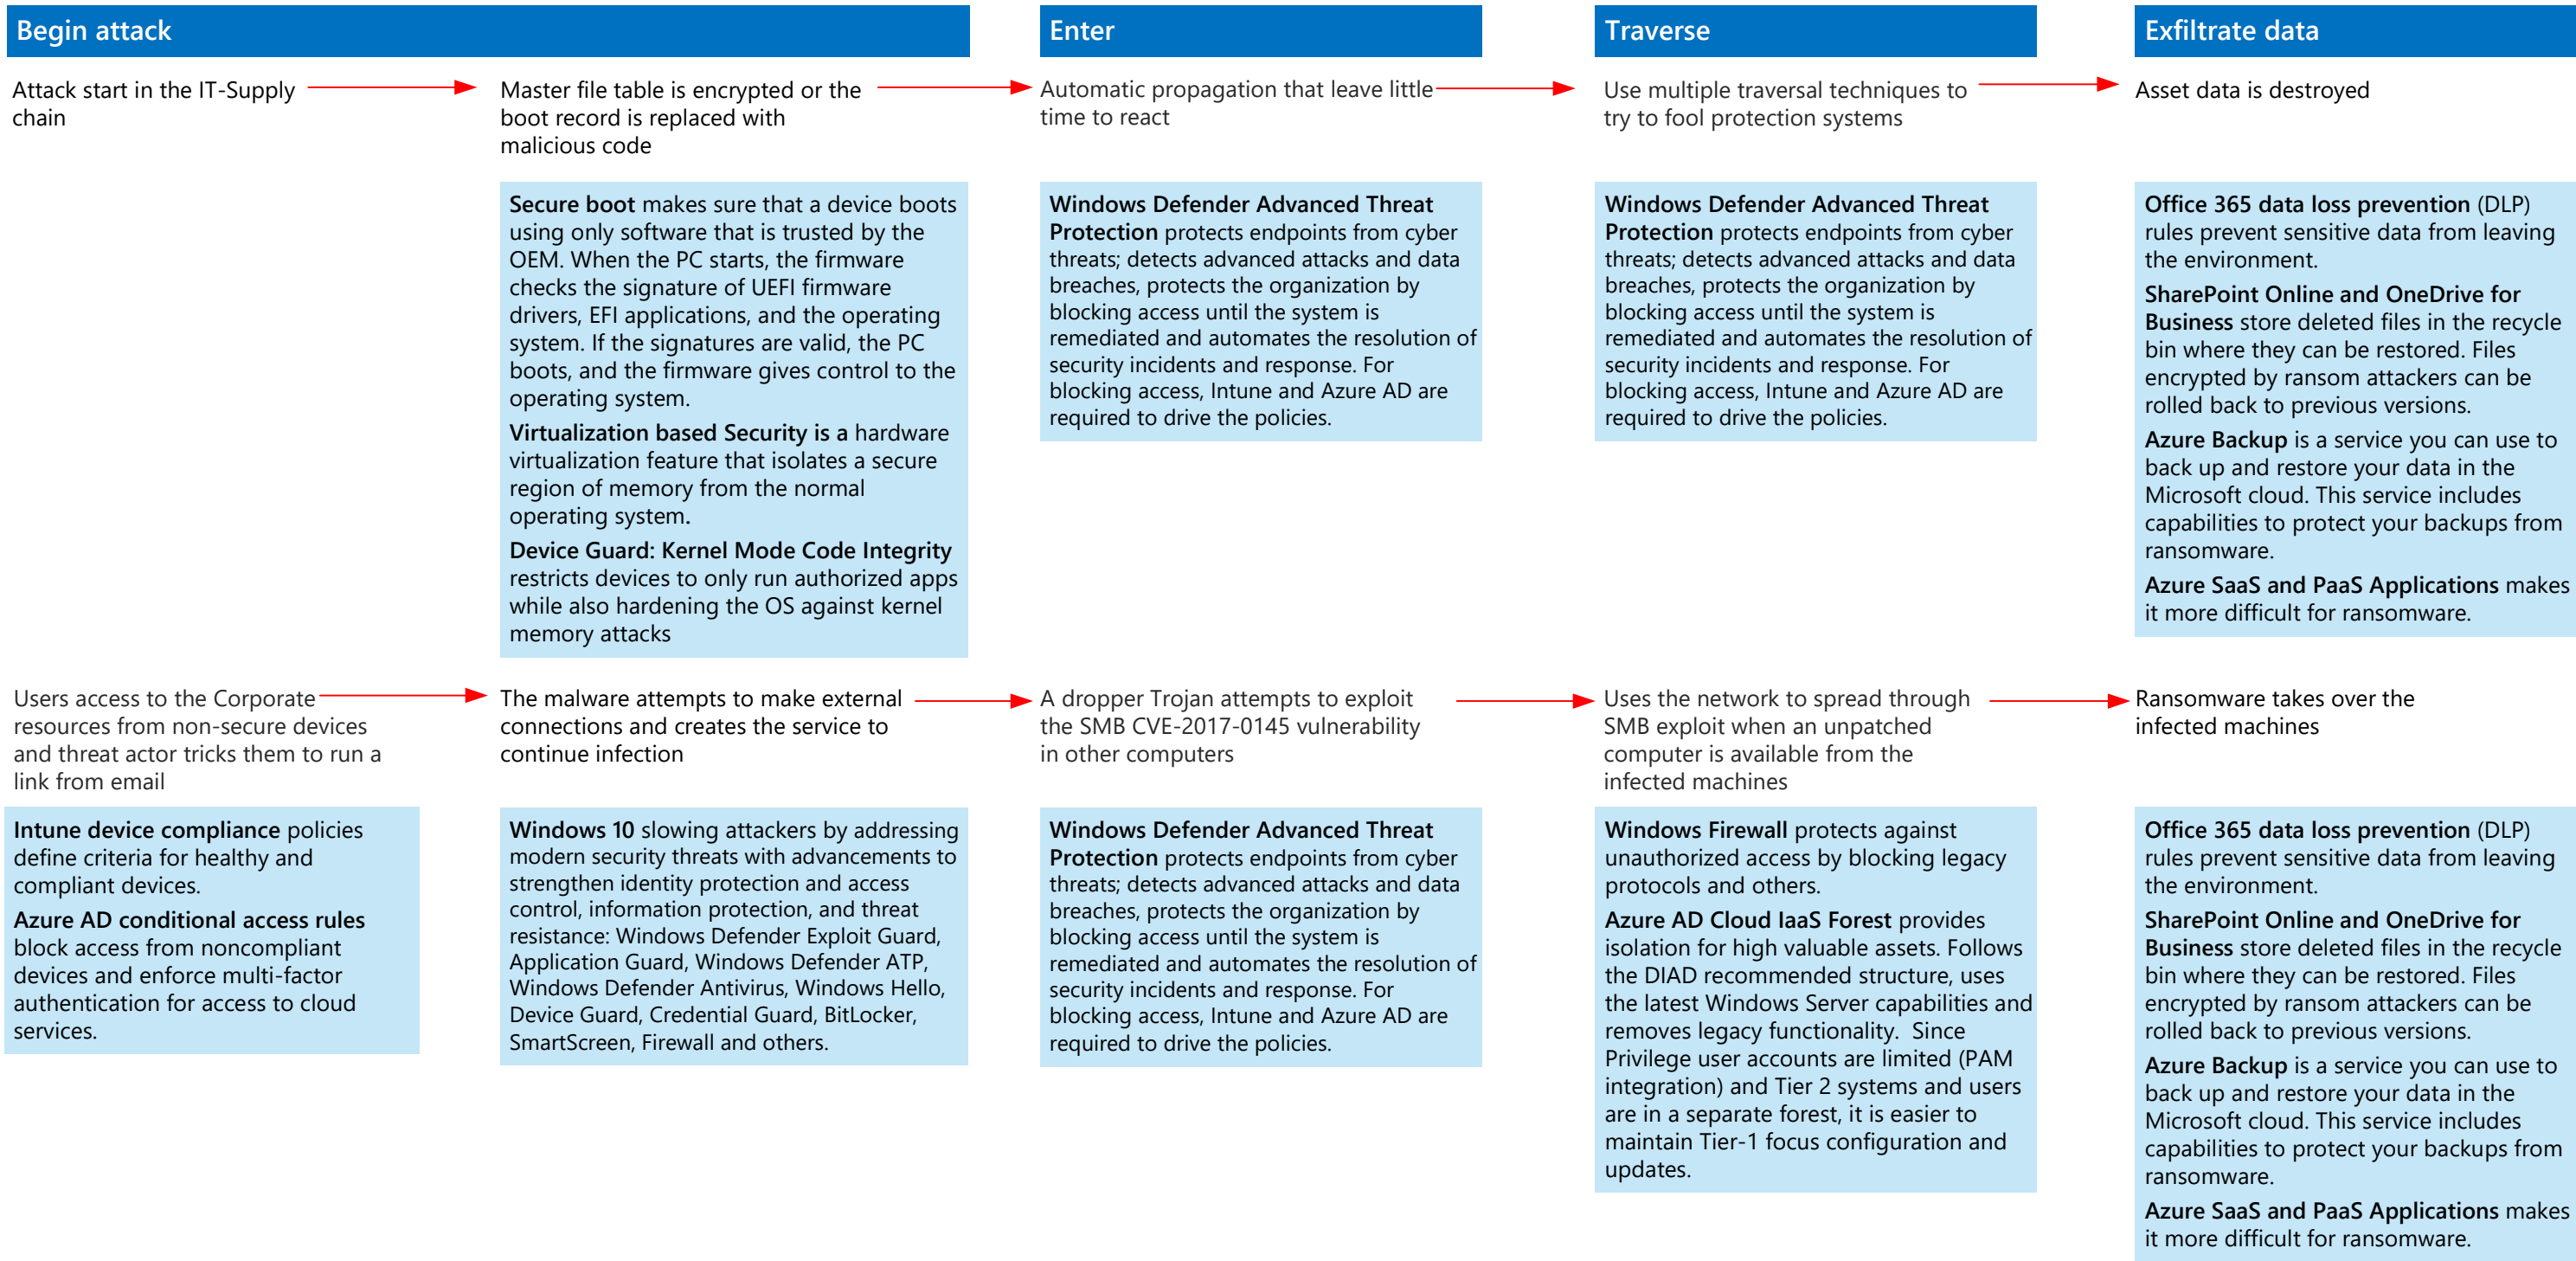 Begin attack
Enter
Traverse
Exfiltrate data
Attack start in the IT-Supply
chain
Master file table is encrypted or the
boot record is replaced with
malicious code
Automatic propagation that leave little
time to react
Use multiple traversal techniques to
try to fool protection systems
Asset data is destroyed
Secure boot makes sure that a device boots
using only software that is trusted by the
OEM. When the PC starts, the firmware
checks the signature of UEFI firmware
drivers, EFI applications, and the operating
system. If the signatures are valid, the PC
boots, and the firmware gives control to the
operating system.
Virtualization based Security is a hardware
virtualization feature that isolates a secure
region of memory from the normal
operating system.
Device Guard: Kernel Mode Code Integrity
restricts devices to only run authorized apps
while also hardening the OS against kernel
memory attacks
Windows Defender Advanced Threat
Protection protects endpoints from cyber
threats; detects advanced attacks and data
breaches, protects the organization by
blocking access until the system is
remediated and automates the resolution of
security incidents and response. For
blocking access, Intune and Azure AD are
required to drive the policies.
Windows Defender Advanced Threat
Protection protects endpoints from cyber
threats; detects advanced attacks and data
breaches, protects the organization by
blocking access until the system is
remediated and automates the resolution of
security incidents and response. For
blocking access, Intune and Azure AD are
required to drive the policies.
Office 365 data loss prevention (DLP)
rules prevent sensitive data from leaving
the environment.
SharePoint Online and OneDrive for
Business store deleted files in the recycle
bin where they can be restored. Files
encrypted by ransom attackers can be
rolled back to previous versions.
Azure Backup is a service you can use to
back up and restore your data in the
Microsoft cloud. This service includes
capabilities to protect your backups from
ransomware.
Azure SaaS and PaaS Applications makes
it more difficult for ransomware.
Users access to the Corporate
resources from non-secure devices
and threat actor tricks them to run a
link from email
The malware attempts to make external
connections and creates the service to
continue infection
A dropper Trojan attempts to exploit
the SMB CVE-2017-0145 vulnerability
in other computers
Uses the network to spread through
SMB exploit when an unpatched
computer is available from the
infected machines
Ransomware takes over the
infected machines
Intune device compliance policies
define criteria for healthy and
compliant devices.
Azure AD conditional access rules
block access from noncompliant
devices and enforce multi-factor
authentication for access to cloud
services.
Windows 10 slowing attackers by addressing
modern security threats with advancements to
strengthen identity protection and access
control, information protection, and threat
resistance: Windows Defender Exploit Guard,
Application Guard, Windows Defender ATP,
Windows Defender Antivirus, Windows Hello,
Device Guard, Credential Guard, BitLocker,
SmartScreen, Firewall and others.
Windows Defender Advanced Threat
Protection protects endpoints from cyber
threats; detects advanced attacks and data
breaches, protects the organization by
blocking access until the system is
remediated and automates the resolution of
security incidents and response. For
blocking access, Intune and Azure AD are
required to drive the policies.
Windows Firewall protects against
unauthorized access by blocking legacy
protocols and others.
Azure AD Cloud IaaS Forest provides
isolation for high valuable assets. Follows
the DIAD recommended structure, uses
the latest Windows Server capabilities and
removes legacy functionality. Since
Privilege user accounts are limited (PAM
integration) and Tier 2 systems and users
are in a separate forest, it is easier to
maintain Tier-1 focus configuration and
updates.
Office 365 data loss prevention (DLP)
rules prevent sensitive data from leaving
the environment.
SharePoint Online and OneDrive for
Business store deleted files in the recycle
bin where they can be restored. Files
encrypted by ransom attackers can be
rolled back to previous versions.
Azure Backup is a service you can use to
back up and restore your data in the
Microsoft cloud. This service includes
capabilities to protect your backups from
ransomware.
Azure SaaS and PaaS Applications makes
it more difficult for ransomware.